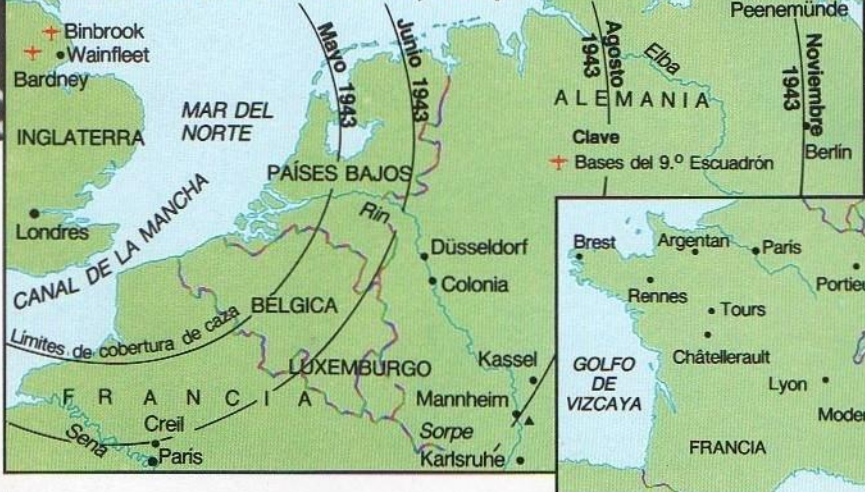 Binbrook
Wainfleet
Bardney
INGLATERRA
MAR DEL
NORTE
Londres
CANAL DE LA MANCHA
Límites de cobertura de caza
Mayo 1943
Junio 1943
Agosto
1943
Elba
Peenemünde
Noviembre
1943
ALEMANIA
Clave
Bases del 9.º Escuadrón
Berlín
PAÍSES BAJOS
Rin
Düsseldorf
Colonia
BÉLGICA
LUXEMBURGO
Kassel
Mannheim
Sorpe
Karlsruhe
FRANCIA
Creil
Sena
París
Brest
Argentan
Paris
Rennes
Tours
Châtellerault
Lyon
GOLFO
DE
VIZCAYA
FRANCIA